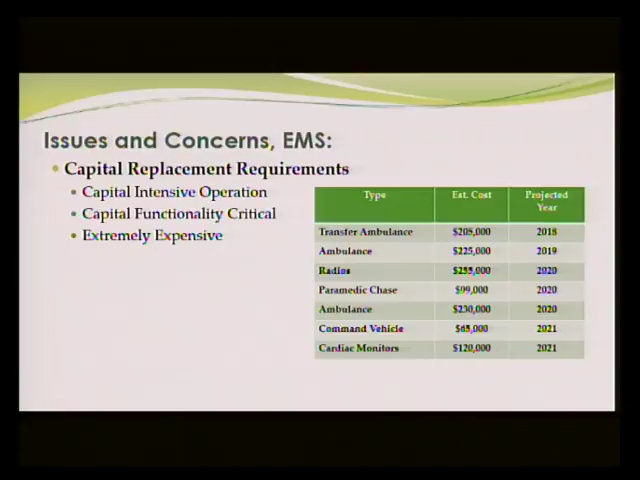 Issues and Concerns, EMS:
Capital Replacement Requirements
Capital Intensive Operation
Capital Functionality Critical
Extremely Expensive
Type Est. Cost Projected Year
Transfer Ambulance $205,000 2018
Ambulance $225,000 2019
Radios 2020
Paramedic Chase $99,000 2020
Ambulance $230,000 2020
Command Vehicle $65,000 2021
Cardiac Monitors $120,000 2021